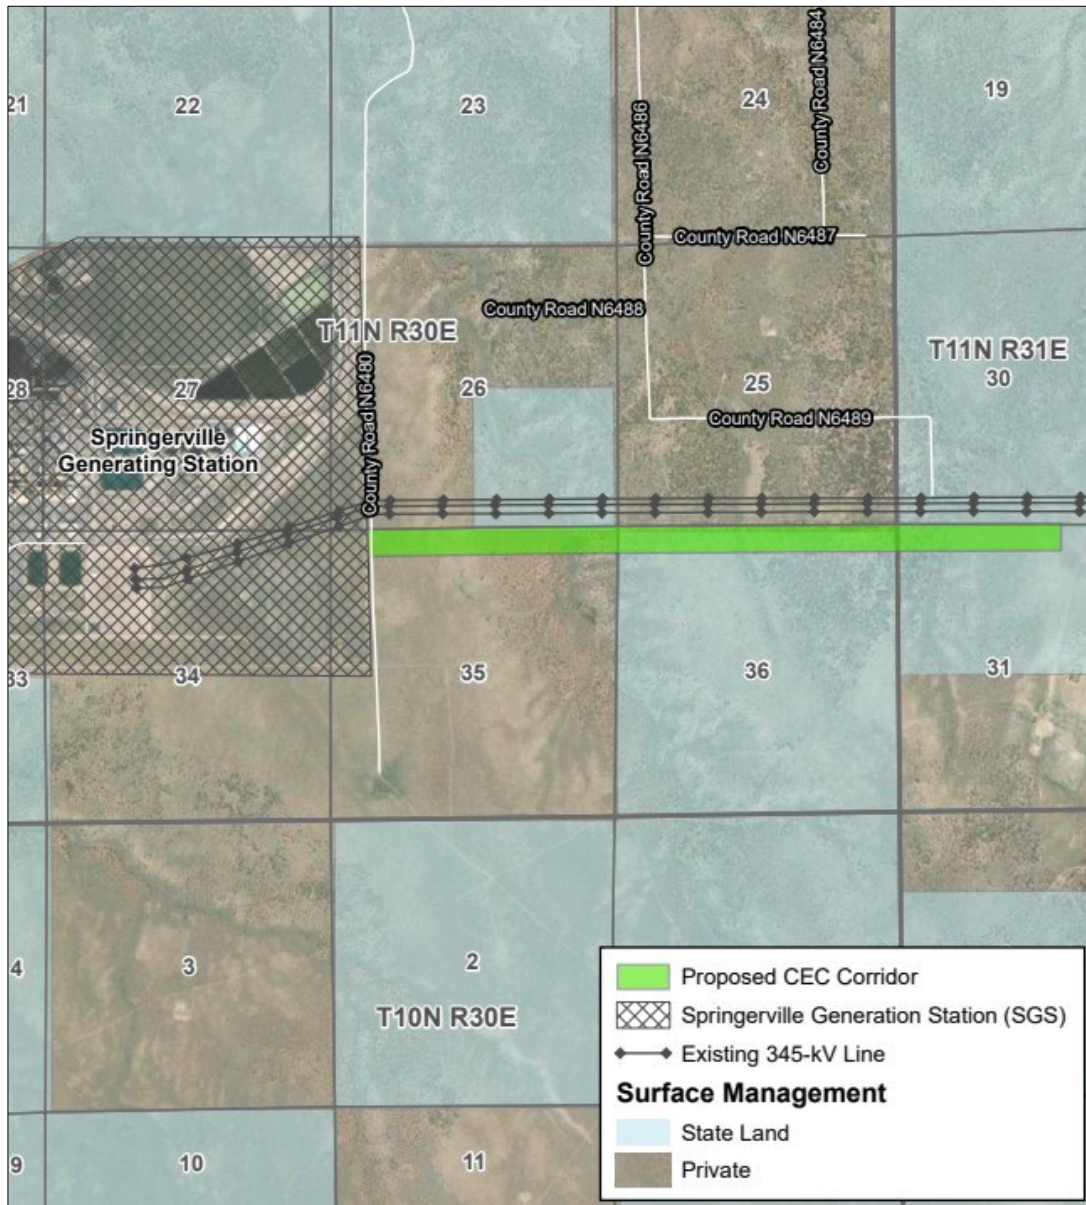 21
22
23
24
19
County Road N6486
County Road N6484
County Road N6487
County Road N6488
T11N R30E
T11N R31E
28
27
26
25
30
County Road N6480
County Road N6489
Springerville
Generating Station
33
34
35
36
31
4
3
2
T10N R30E
9
10
11
Proposed CEC Corridor
Springerville Generation Station (SGS)
Existing 345-kV Line
Surface Management
State Land
Private